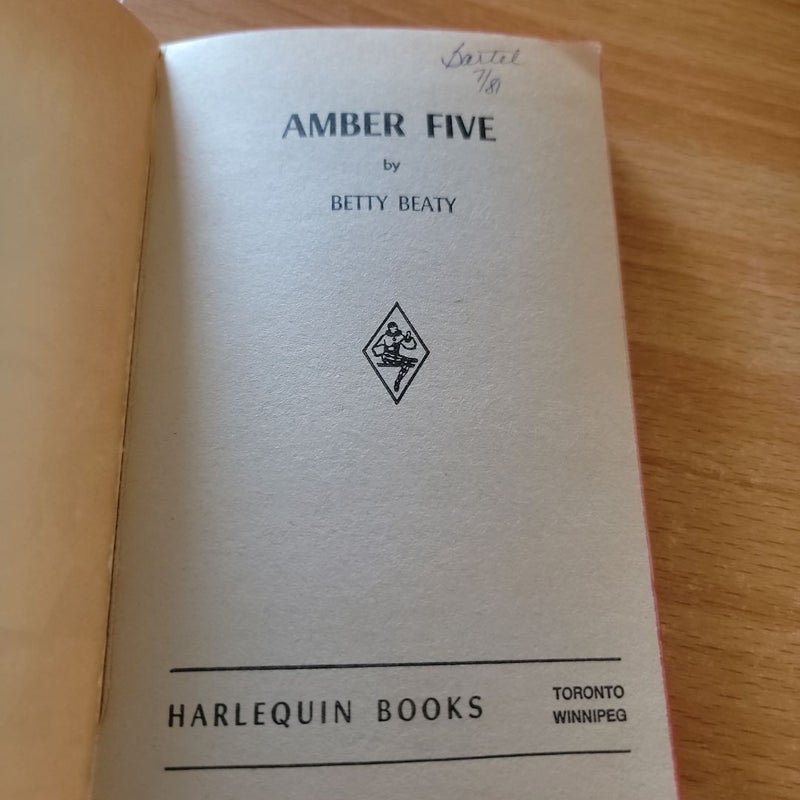 Bartel
7/81
AMBER FIVE
by
BETTY BEATY
HARLEQUIN BOOKS
TORONTO
WINNIPEG